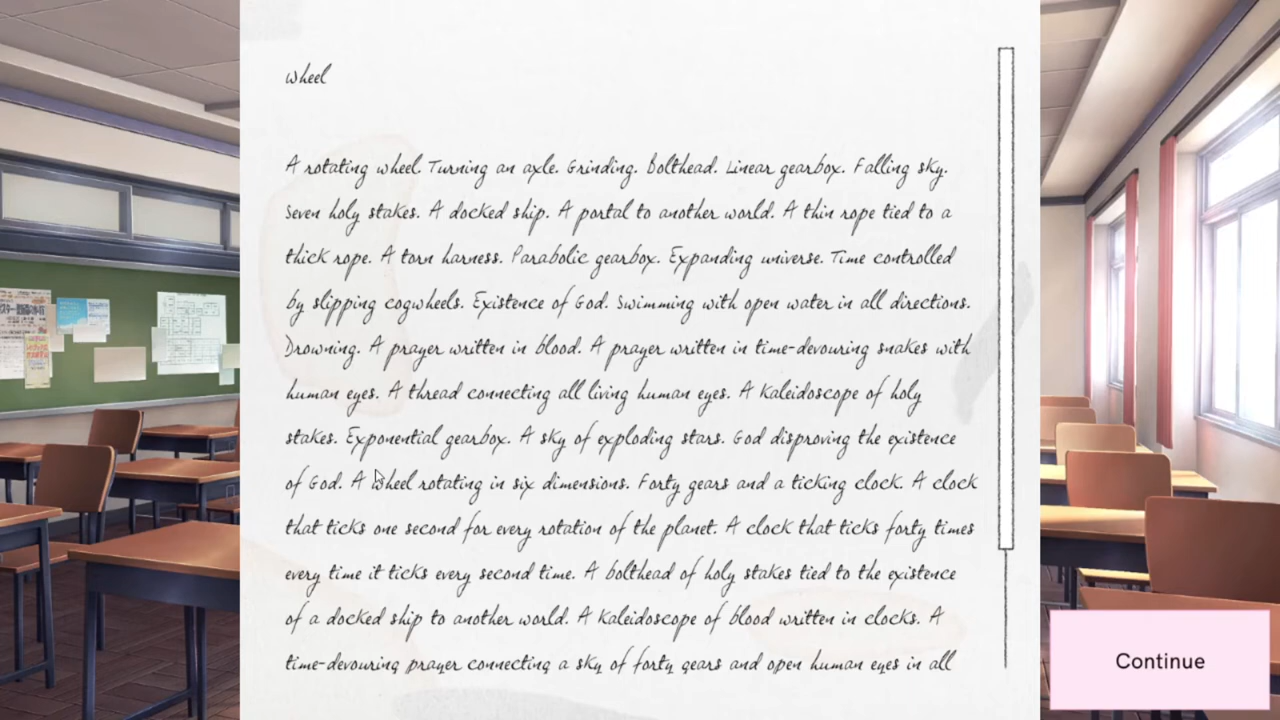 wheel
A rotating wheel. Turning an axle. Grinding. Bolthead. Linear gearbox. Falling sky.
Seven holy stakes. A docked ship. A portal to another world. A thin rope tied to a
thick rope. A torn harness. Parabolic gearbox. Expanding universe. Time controlled
by slipping cogwheels. Existence of God. Swimming with open water in all directions.
Drowning. A prayer written in blood. A prayer written in time-devouring snakes with
human eyes. A thread connecting all living human eyes. A kaleidoscope of holy
stakes. Exponential gearbox. A sky of exploding stars. God disproving the existence
of God. A wheel rotating in six dimensions. Forty gears and a ticking clock. A clock
that ticks one second for every rotation of the planet. A clock that ticks forty times
every time it ticks every second time. A bolthead of holy stakes tied to the existence
of a docked ship to another world. A kaleidoscope of blood written in clocks. A
time-devouring prayer connecting a sky of forty gears and open human eyes in all
Continue